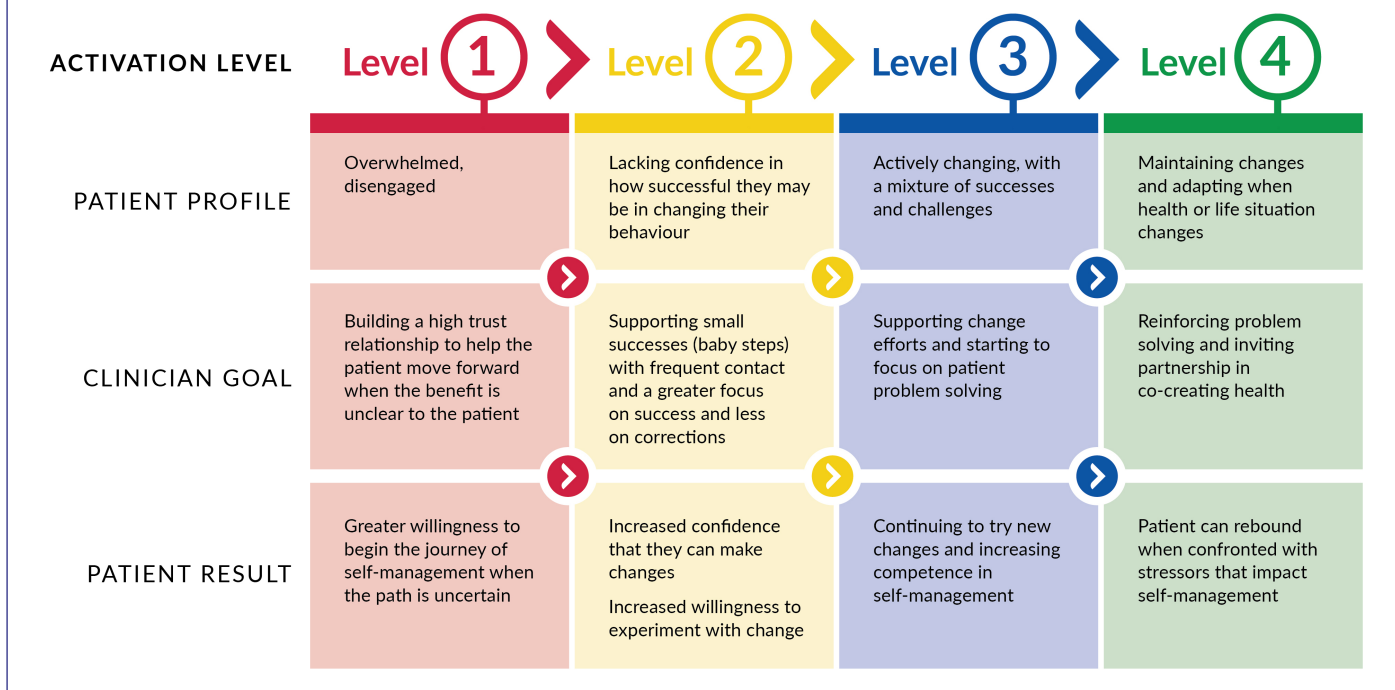 ACTIVATION LEVEL
Level 1
Level 2
Level 3
Level 4
PATIENT PROFILE
Overwhelmed,
disengaged
Lacking confidence in
how successful they may
be in changing their
behaviour
Actively changing, with
a mixture of successes
and challenges
Maintaining changes
and adapting when
health or life situation
changes
CLINICIAN GOAL
Building a high trust
relationship to help the
patient move forward
when the benefit is
unclear to the patient
Supporting small
successes (baby steps)
with frequent contact
and a greater focus
on success and less
on corrections
Supporting change
efforts and starting to
focus on patient
problem solving
Reinforcing problem
solving and inviting
partnership in
co-creating health
PATIENT RESULT
Greater willingness to
begin the journey of
self-management when
the path is uncertain
Increased confidence
that they can make
changes
Increased willingness to
experiment with change
Continuing to try new
changes and increasing
competence in
self-management
Patient can rebound
when confronted with
stressors that impact
self-management